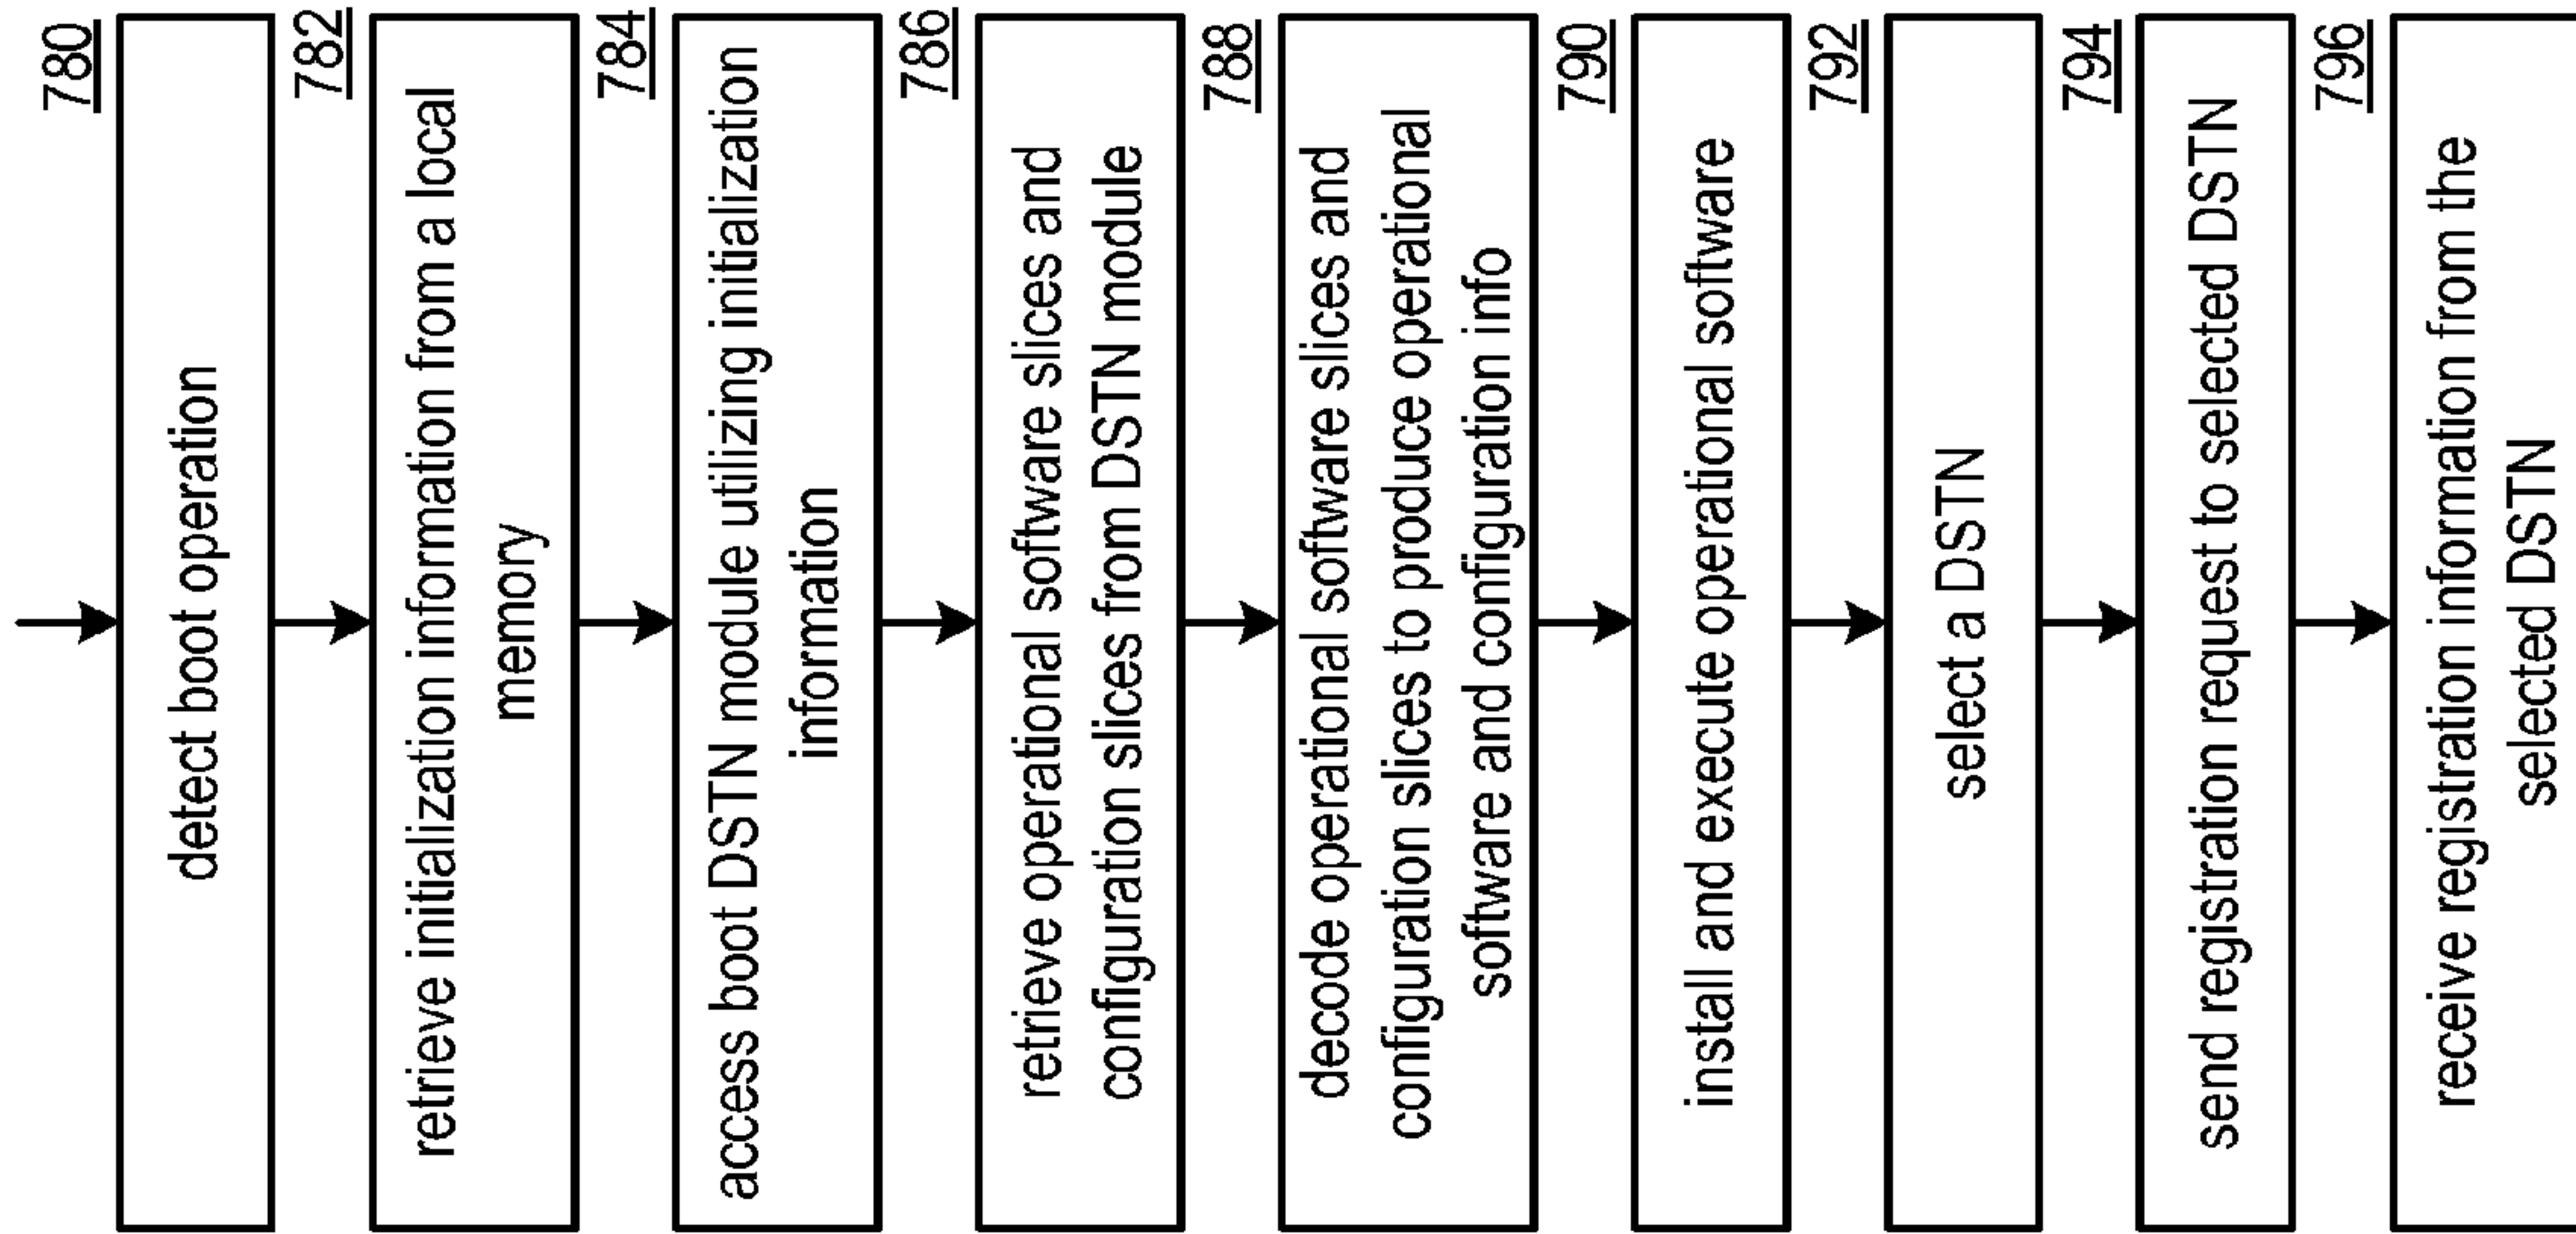 780
detect boot operation
782
retrieve initialization information from a local
memory
784
access boot DSTN module utilizing initialization
information
786
retrieve operational software slices and
configuration slices from DSTN module
788
decode operational software slices and
configuration slices to produce operational
software and configuration info
790
install and execute operational software
792
select a DSTN
794
send registration request to selected DSTN
796
receive registration information from the
selected DSTN